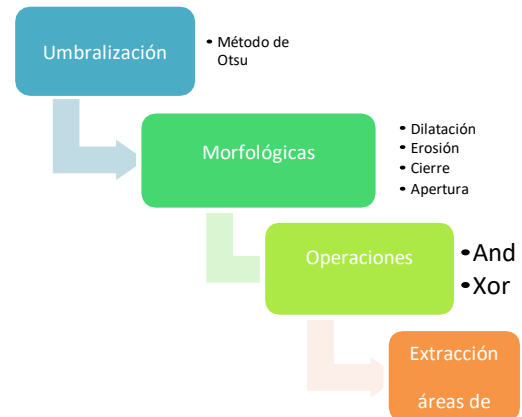 Umbralización
• Método de
Otsu
Morfológicas
• Dilatación
• Erosión
• Cierre
• Apertura
Operaciones
• And
• Xor
Extracción
áreas de